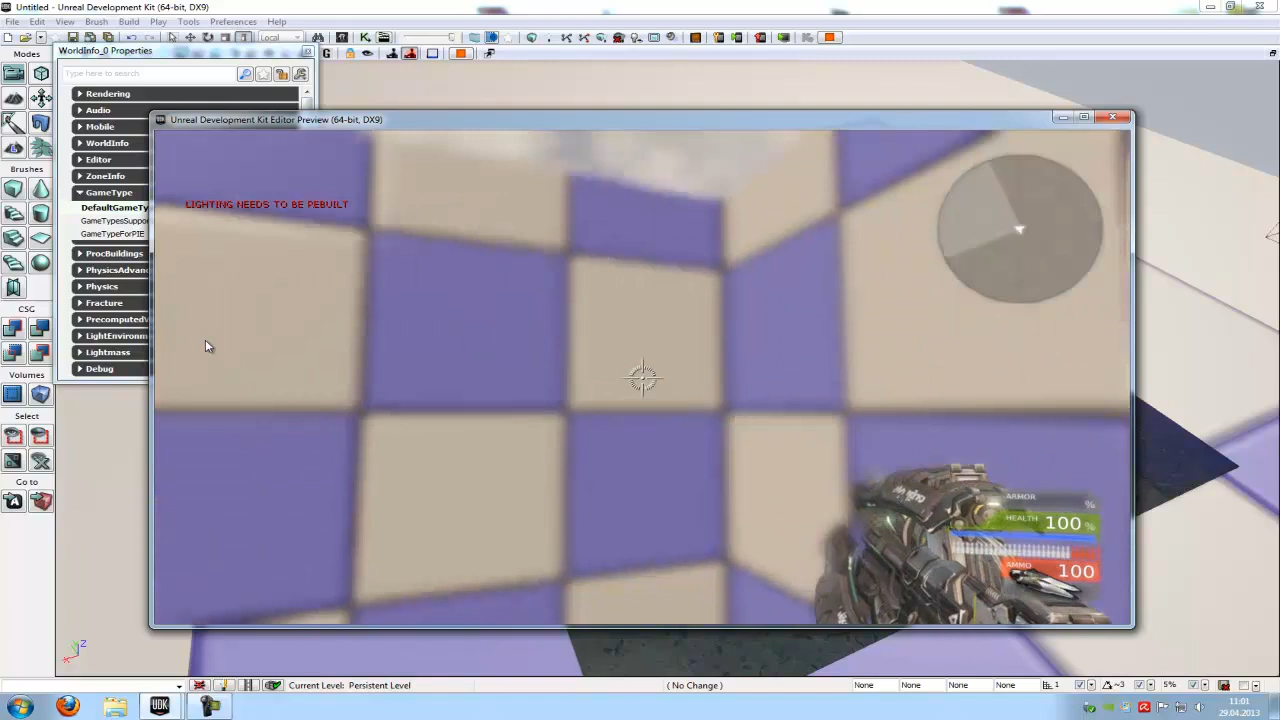 Untitled - Unreal Development Kit (64-bit, DX9)
File Edit View Brush Build Play Tools Preferences Help
Local
Modes
WorldInfo_0 Properties
G
Type here to search
Rendering
Audio
Unreal Development Kit Editor Preview (64-bit, DX9)
Mobile
WorldInfo
Editor
Brushes
ZoneInfo
GameType
DefaultGameTy
LIGHTING NEEDS TO BE REBUILT
GameTypesSuppo
GameTypeForPIE
ProcBuildings
PhysicsAdvan
Physics
Fracture
CSG
PrecomputedV
LightEnvironm
Lightmass
Debug
Volumes
Select
Go to
ARMOR %
HEALTH 100 %
AMMO 100
Z
X
Current Level: Persistent Level
( No Change )
None None None None 1 ~3 5%
UDK
11:01
29.04.2013